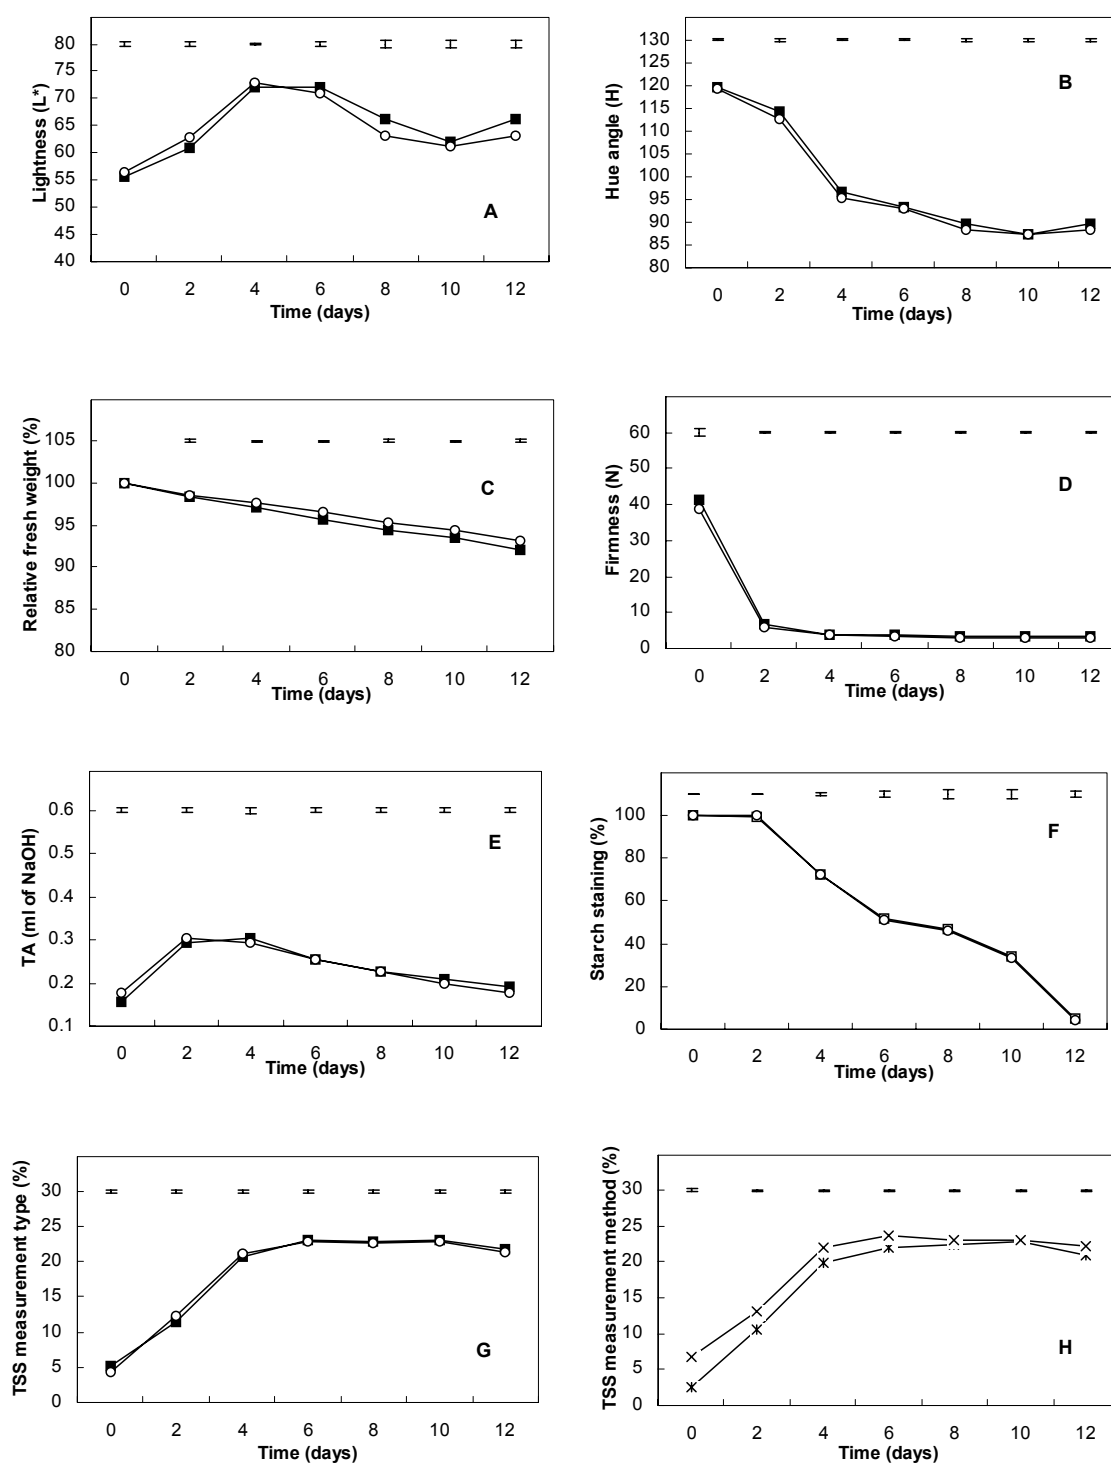 80
75
70
65
60
55
50
45
40
Lightness (L*)
A
0 2 4 6 8 10 12
Time (days)
130
125
120
115
110
105
100
95
90
85
80
Hue angle (H)
B
0 2 4 6 8 10 12
Time (days)
105
100
95
90
85
80
Relative fresh weight (%)
C
0 2 4 6 8 10 12
Time (days)
60
50
40
30
20
10
0
Firmness (N)
D
0 2 4 6 8 10 12
Time (days)
0.6
0.5
0.4
0.3
0.2
0.1
TA (ml of NaOH)
E
0 2 4 6 8 10 12
Time (days)
100
80
60
40
20
0
Starch staining (%)
F
0 2 4 6 8 10 12
Time (days)
30
25
20
15
10
5
0
TSS measurement type (%)
G
0 2 4 6 8 10 12
Time (days)
30
25
20
15
10
5
0
TSS measurement method (%)
H
0 2 4 6 8 10 12
Time (days)